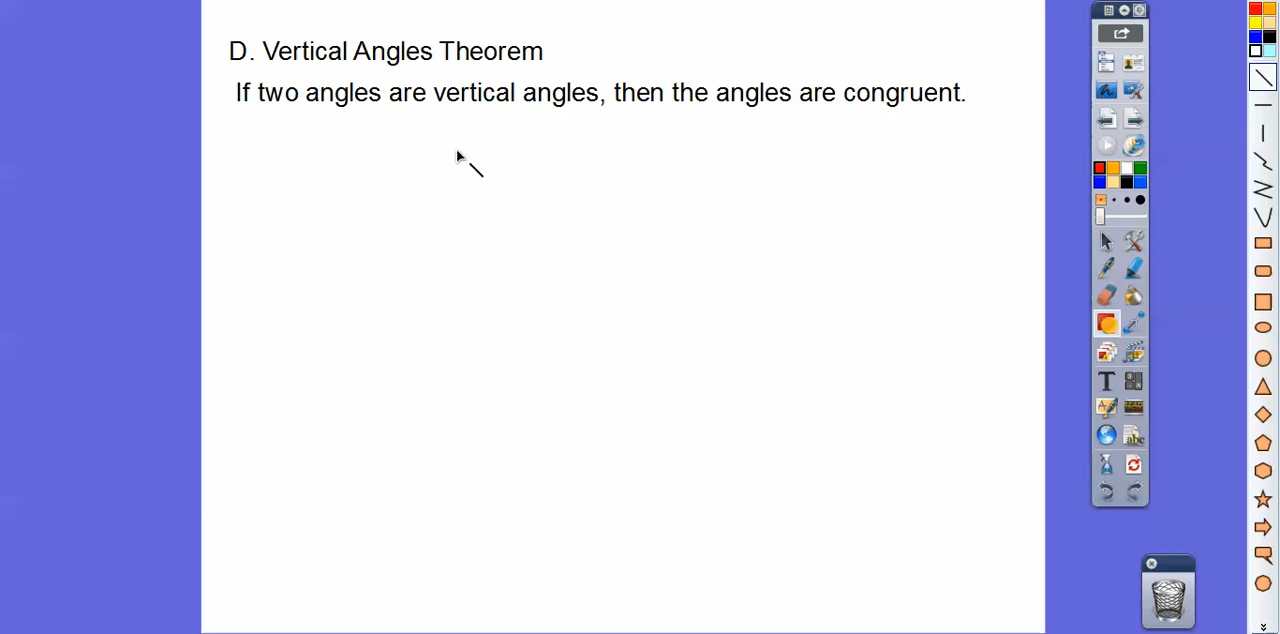 D. Vertical Angles Theorem
If two angles are vertical angles, then the angles are congruent.